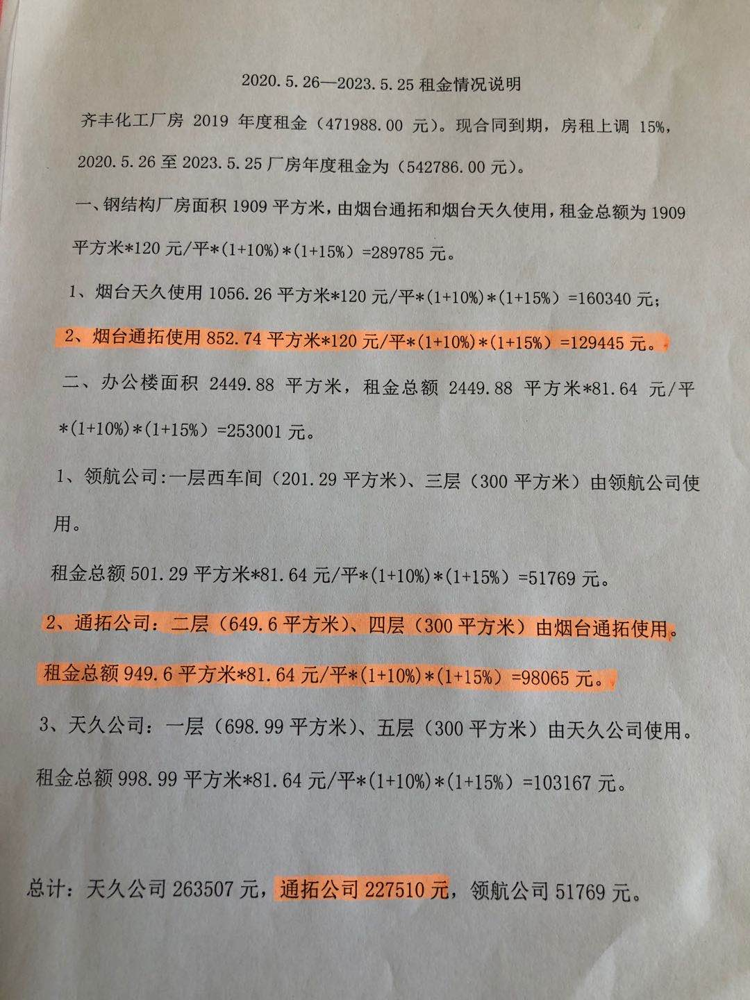 2020.5.26—2023.5.25 租金情况说明
齐丰化工厂房 2019 年度租金（471988.00 元）。现合同到期，房租上调 15%，
2020.5.26 至 2023.5.25 厂房年度租金为（542786.00 元）。
一、钢结构厂房面积 1909 平方米，由烟台通拓和烟台天久使用，租金总额为 1909
平方米*120 元/平*(1+10%)*(1+15%）=289785 元。
1、烟台天久使用 1056.26 平方米*120 元/平*(1+10%)*(1+15%）=160340 元；
2、烟台通拓使用 852.74 平方米*120 元/平*(1+10%)*(1+15%）=129445 元。
二、办公楼面积 2449.88 平方米，租金总额 2449.88 平方米*81.64 元/平
*(1+10%)*(1+15%）=253001 元。
1、领航公司:一层西车间（201.29 平方米）、三层（300 平方米）由领航公司使
用。
租金总额 501.29 平方米*81.64 元/平*(1+10%)*(1+15%）=51769 元。
2、通拓公司：二层（649.6 平方米）、四层（300 平方米）由烟台通拓使用。
租金总额 949.6 平方米*81.64 元/平*(1+10%)*(1+15%）=98065 元。
3、天久公司：一层（698.99 平方米）、五层（300 平方米）由天久公司使用。
租金总额 998.99 平方米*81.64 元/平*(1+10%)*(1+15%）=103167 元。
总计：天久公司 263507 元，通拓公司 227510 元，领航公司 51769 元。